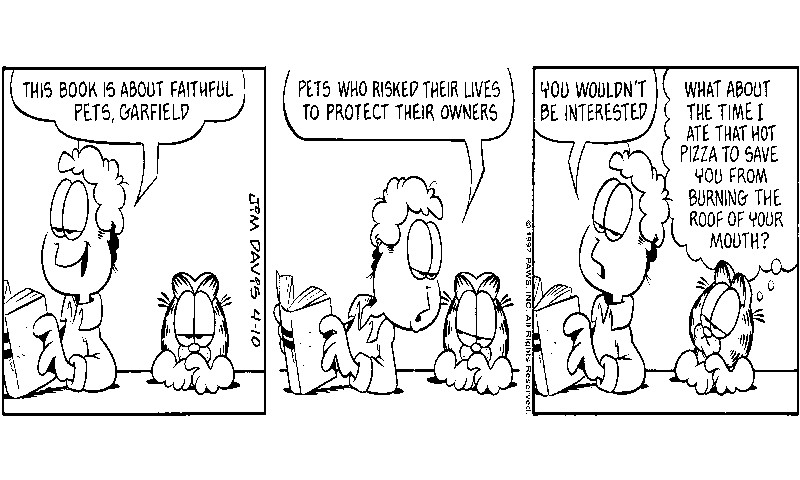 THIS BOOK IS ABOUT FAITHFUL
PETS, GARFIELD
JIM DAVIS 4-10
PETS WHO RISKED THEIR LIVES
TO PROTECT THEIR OWNERS
© 1997 PAWS, INC. All Rights Reserved.
YOU WOULDN'T
BE INTERESTED
WHAT ABOUT
THE TIME I
ATE THAT HOT
PIZZA TO SAVE
YOU FROM
BURNING THE
ROOF OF YOUR
MOUTH?